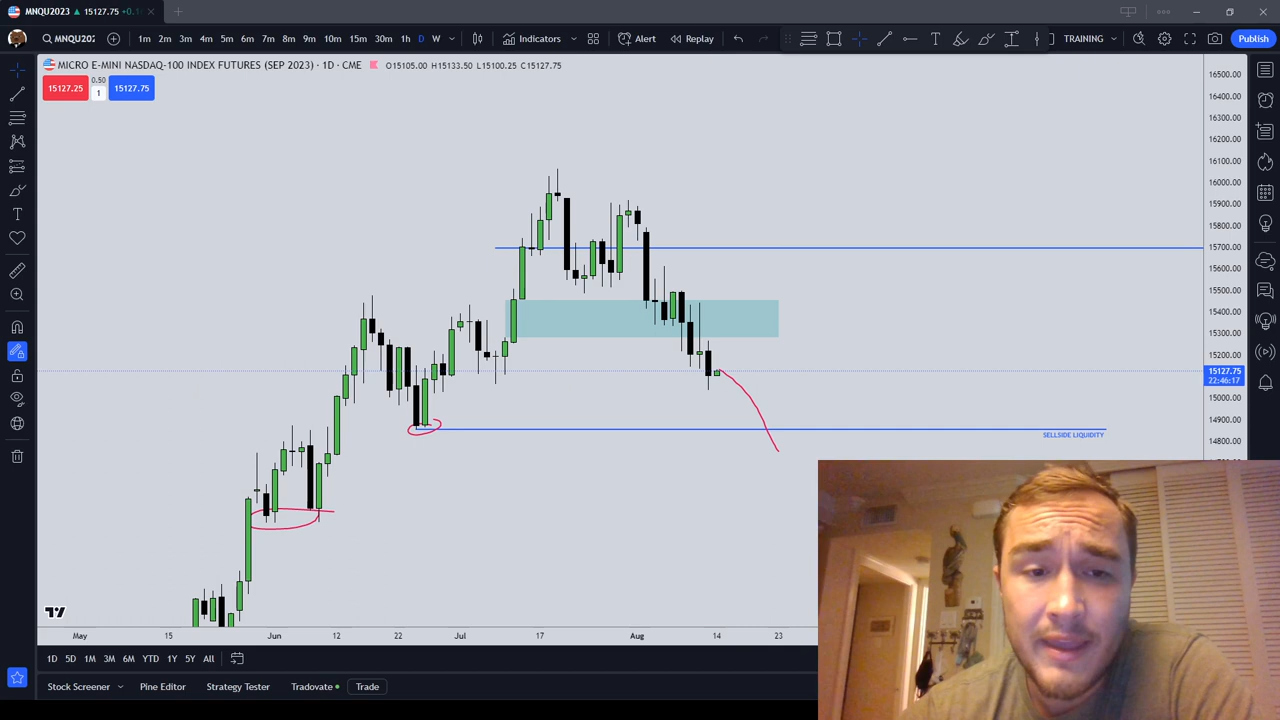 MNQU2023 ▲ 15127.75 +0.1
MNQU202 1m 2m 3m 4m 5m 6m 7m 8m 9m 10m 15m 30m 1h D W Indicators Alert Replay TRAINING Publish
MICRO E-MINI NASDAQ-100 INDEX FUTURES (SEP 2023) · 1D · CME O15105.00 H15133.50 L15100.25 C15127.75
15127.25 0.50 1 15127.75
16500.00
16400.00
16300.00
16200.00
16100.00
16000.00
15900.00
15800.00
15700.00
15600.00
15500.00
15400.00
15300.00
15200.00
15127.75
22:46:17
15000.00
14900.00
SELLSIDE LIQUIDITY
14800.00
May 15 Jun 12 22 Jul 17 Aug 14 23
1D 5D 1M 3M 6M YTD 1Y 5Y All
Stock Screener Pine Editor Strategy Tester Tradovate Trade